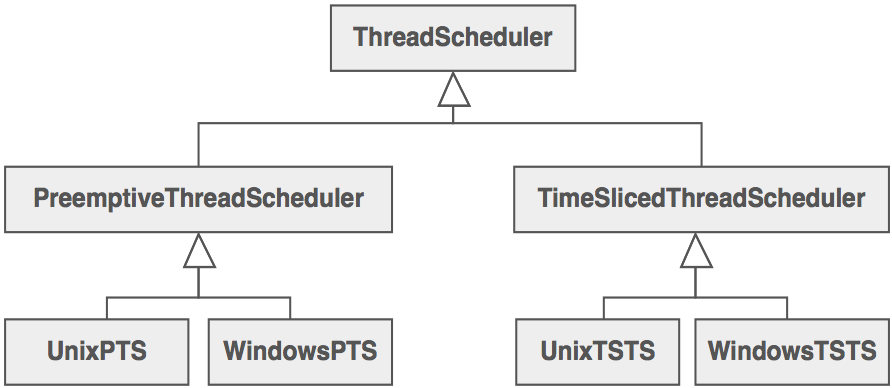 ThreadScheduler
PreemptiveThreadScheduler
TimeSlicedThreadScheduler
UnixPTS
WindowsPTS
UnixTSTS
WindowsTSTS